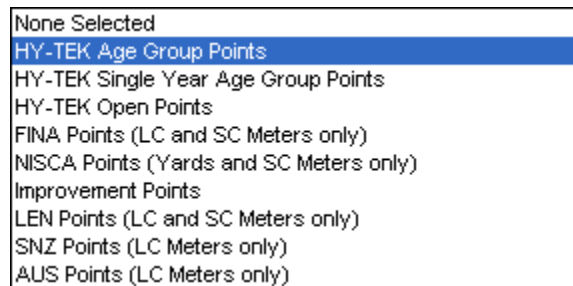 None Selected
HY-TEK Age Group Points
HY-TEK Single Year Age Group Points
HY-TEK Open Points
FINA Points (LC and SC Meters only)
NISCA Points (Yards and SC Meters only)
Improvement Points
LEN Points (LC and SC Meters only)
SNZ Points (LC Meters only)
AUS Points (LC Meters only)